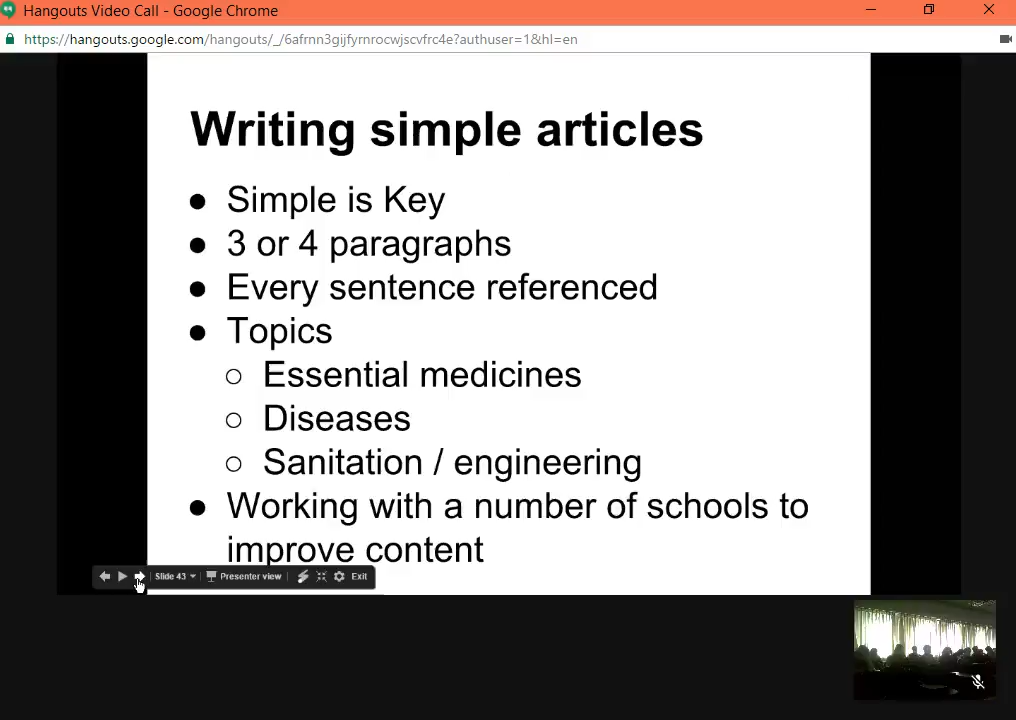 Hangouts Video Call - Google Chrome
https://hangouts.google.com/hangouts/_/6afrnn3gijfyrnrocwjscvfrc4e?authuser=1&hl=en
Writing simple articles
● Simple is Key
● 3 or 4 paragraphs
● Every sentence referenced
● Topics
○ Essential medicines
○ Diseases
○ Sanitation / engineering
● Working with a number of schools to
improve content
Slide 43 Presenter view Exit